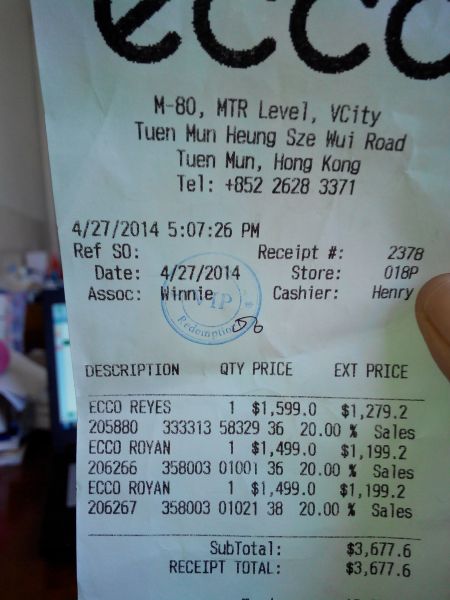 ecco
M-80, MTR Level, VCity
Tuen Mun Heung Sze Wui Road
Tuen Mun, Hong Kong
Tel: +852 2628 3371
4/27/2014 5:07:26 PM
Ref SO: Receipt #: 2378
Date: 4/27/2014 Store: 018P
Assoc: Winnie Cashier: Henry
VIP
Redemption
DESCRIPTION QTY PRICE EXT PRICE
ECCO REYES 1 $1,599.0 $1,279.2
205880 333313 58329 36 20.00 % Sales
ECCO ROYAN 1 $1,499.0 $1,199.2
206266 358003 01001 36 20.00 % Sales
ECCO ROYAN 1 $1,499.0 $1,199.2
206267 358003 01021 38 20.00 % Sales
SubTotal: $3,677.6
RECEIPT TOTAL: $3,677.6